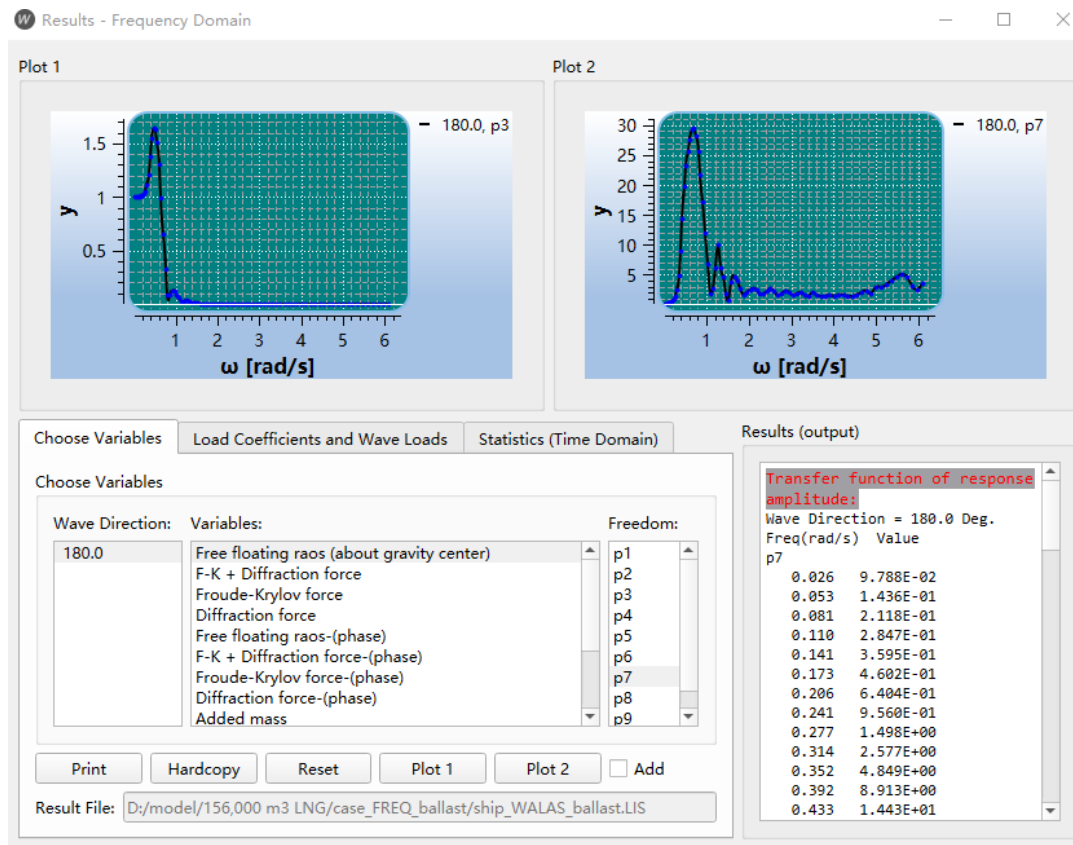 Results - Frequency Domain
Plot 1
Plot 2
1.5
1
0.5
y
1 2 3 4 5 6
ω [rad/s]
180.0, p3
30
25
20
15
10
5
y
1 2 3 4 5 6
ω [rad/s]
180.0, p7
Choose Variables
Load Coefficients and Wave Loads
Statistics (Time Domain)
Choose Variables
Wave Direction:
180.0
Variables:
Free floating raos (about gravity center)
F-K + Diffraction force
Froude-Krylov force
Diffraction force
Free floating raos-(phase)
F-K + Diffraction force-(phase)
Froude-Krylov force-(phase)
Diffraction force-(phase)
Added mass
Freedom:
p1
p2
p3
p4
p5
p6
p7
p8
p9
Print
Hardcopy
Reset
Plot 1
Plot 2
Add
Result File: D:/model/156,000 m3 LNG/case_FREQ_ballast/ship_WALAS_ballast.LIS
Results (output)
Transfer function of response
amplitude:
Wave Direction = 180.0 Deg.
Freq(rad/s) Value
p7
0.026 9.788E-02
0.053 1.436E-01
0.081 2.118E-01
0.110 2.847E-01
0.141 3.595E-01
0.173 4.602E-01
0.206 6.404E-01
0.241 9.560E-01
0.277 1.498E+00
0.314 2.577E+00
0.352 4.849E+00
0.392 8.913E+00
0.433 1.443E+01